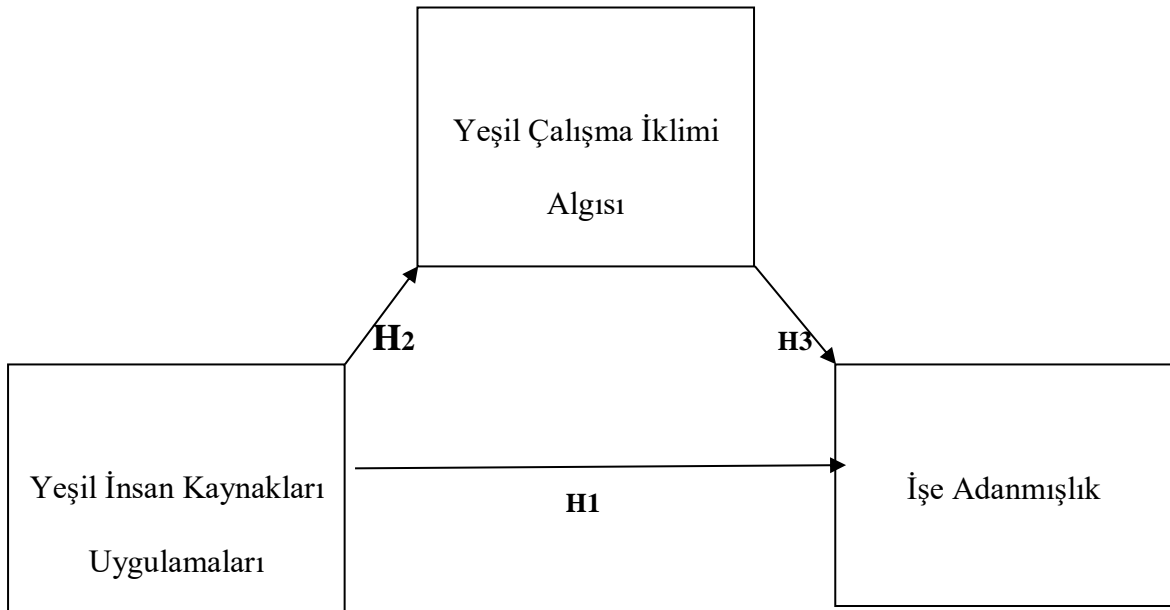 Yeşil Çalışma İklimi
Algısı
H2
H3
Yeşil İnsan Kaynakları
Uygulamaları
H1
İşe Adanmışlık